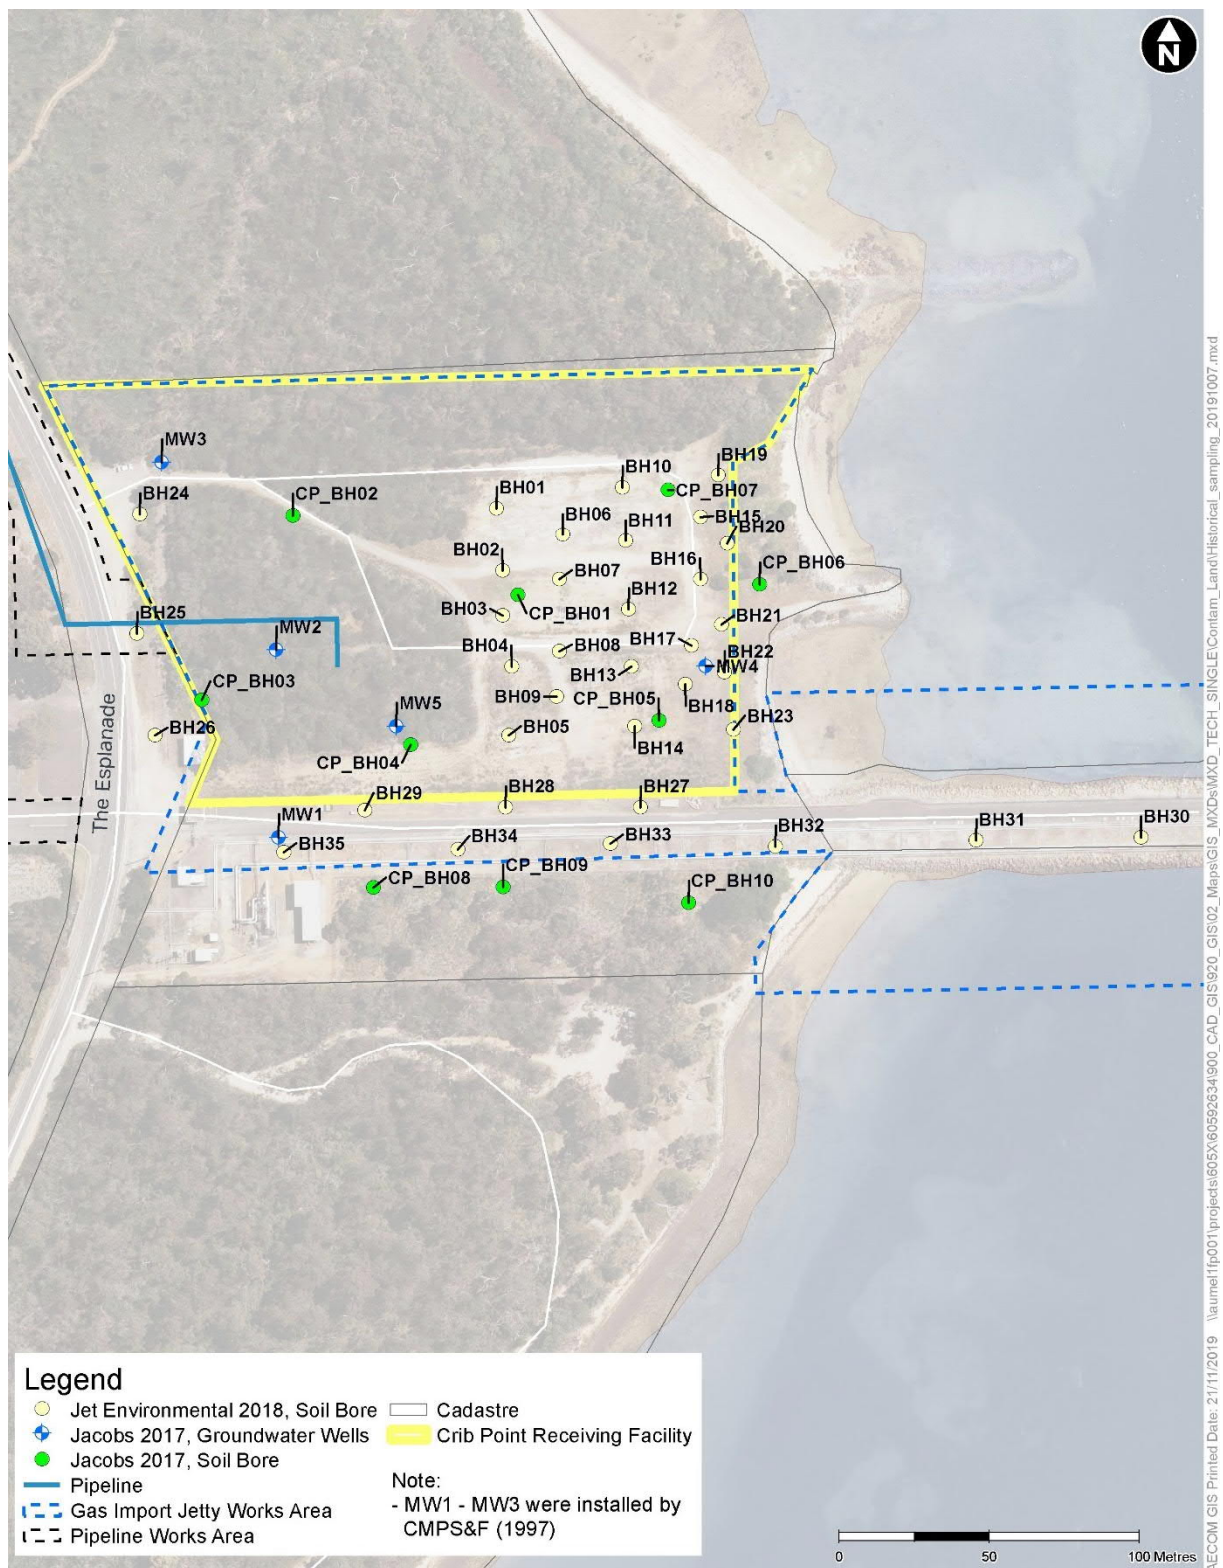 N
MW3
BH24
CP_BH02
BH01
BH10
BH19
CP_BH07
BH06
BH11
BH15
BH20
BH02
BH07
BH16
CP_BH06
BH12
BH03
CP_BH01
BH25
MW2
BH04
BH08
BH17
BH21
BH22
BH13
MW4
CP_BH03
MW5
BH09
CP_BH05
BH18
BH26
CP_BH04
BH05
BH14
BH23
The Esplanade
BH29
BH28
BH27
MW1
BH35
BH34
BH33
BH32
BH31
BH30
CP_BH08
CP_BH09
CP_BH10
Legend
Jet Environmental 2018, Soil Bore
Jacobs 2017, Groundwater Wells
Jacobs 2017, Soil Bore
Pipeline
Gas Import Jetty Works Area
Pipeline Works Area
Cadastre
Crib Point Receiving Facility
Note:
- MW1 - MW3 were installed by
CMPS&F (1997)
0 50 100 Metres
AECOM GIS Printed Date: 21/11/2019 \\aumel1fp001\projects\605X\60592634\900_CAD_GIS\920_GIS\02_Maps\GIS_MXDs\MXD_TECH_SINGLE\Contam_Land\Historical_sampling_20191007.mxd